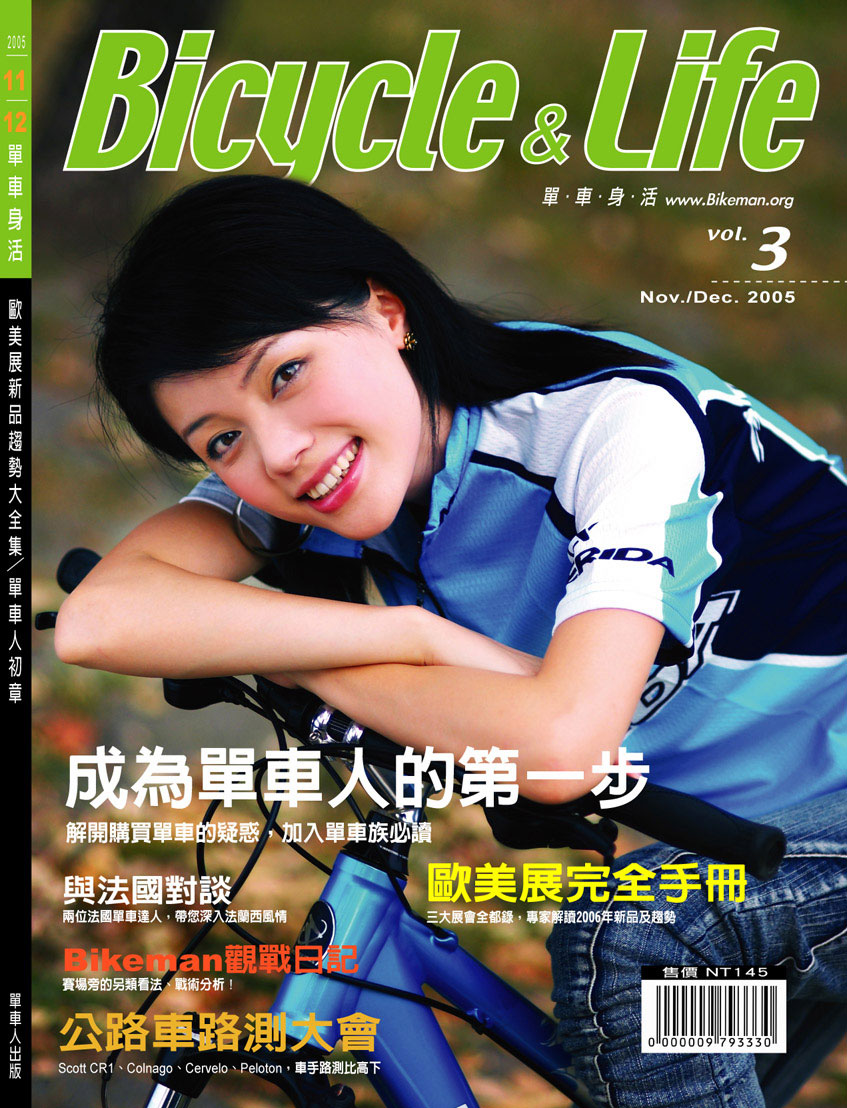 Bicycle & Life
單·車·身·活 www.Bikeman.org
vol. 3
Nov./Dec. 2005
2005
11
12
單車身活
歐美展新品趨勢大全集／單車人初章
單車人出版
RIDA
成為單車人的第一步
解開購買單車的疑惑，加入單車族必讀
與法國對談
兩位法國單車達人，帶您深入法蘭西風情
歐美展完全手冊
三大展會全都錄，專家解讀2006年新品及趨勢
Bikeman觀戰日記
賽場旁的另類看法、戰術分析！
公路車路測大會
Scott CR1、Colnago、Cervelo、Peloton，車手路測比高下
售價 NT145
0 000009 793330